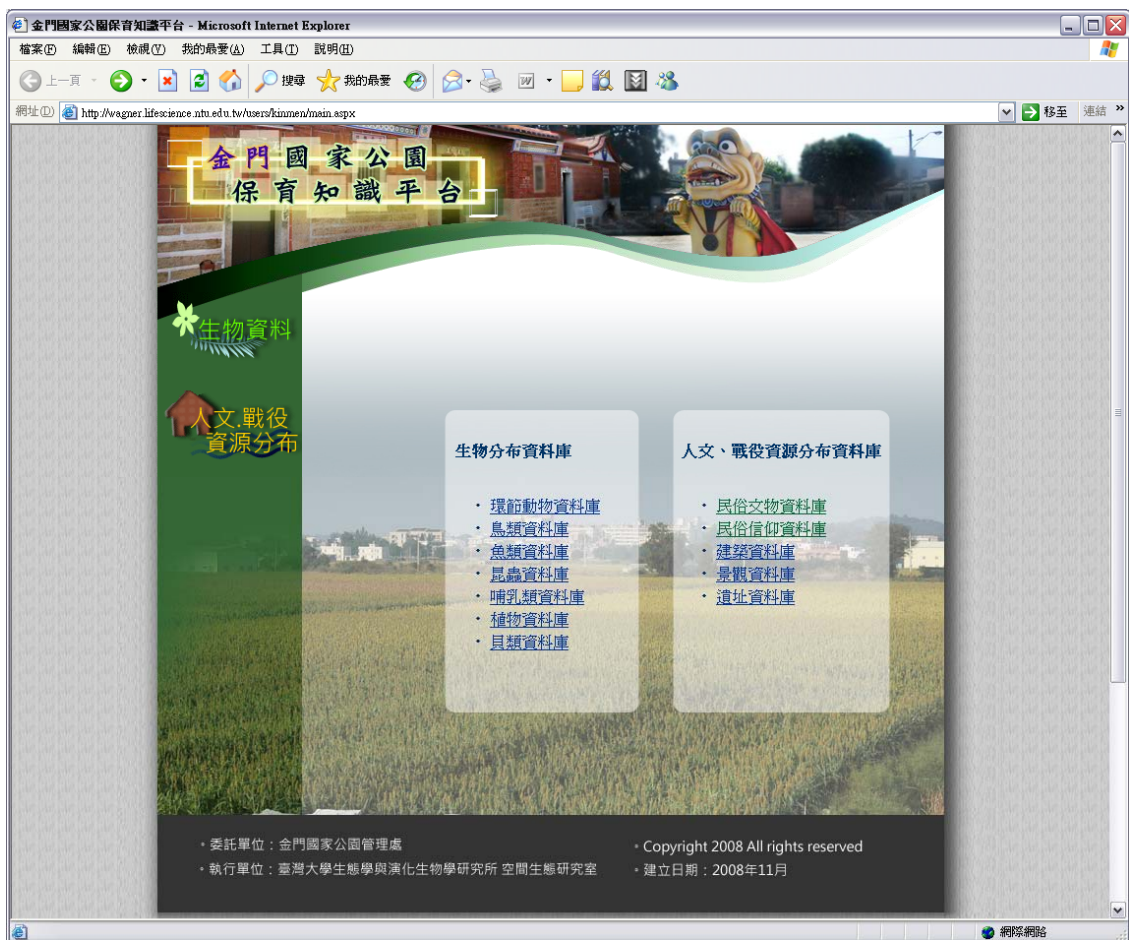 金門國家公園保育知識平台 - Microsoft Internet Explorer
檔案(F) 編輯(E) 檢視(V) 我的最愛(A) 工具(T) 說明(H)
上一頁 搜尋 我的最愛
網址(D) http://wagner.lifescience.ntu.edu.tw/users/kinmen/main.aspx 移至 連結 »
金門國家公園
保育知識平台
生物資料
人文.戰役
資源分布
生物分布資料庫
• 環節動物資料庫
• 鳥類資料庫
• 魚類資料庫
• 昆蟲資料庫
• 哺乳類資料庫
• 植物資料庫
• 貝類資料庫
人文、戰役資源分布資料庫
• 民俗文物資料庫
• 民俗信仰資料庫
• 建築資料庫
• 景觀資料庫
• 遺址資料庫
• 委託單位：金門國家公園管理處
• 執行單位：臺灣大學生態學與演化生物學研究所 空間生態研究室
• Copyright 2008 All rights reserved
• 建立日期：2008年11月
網際網路